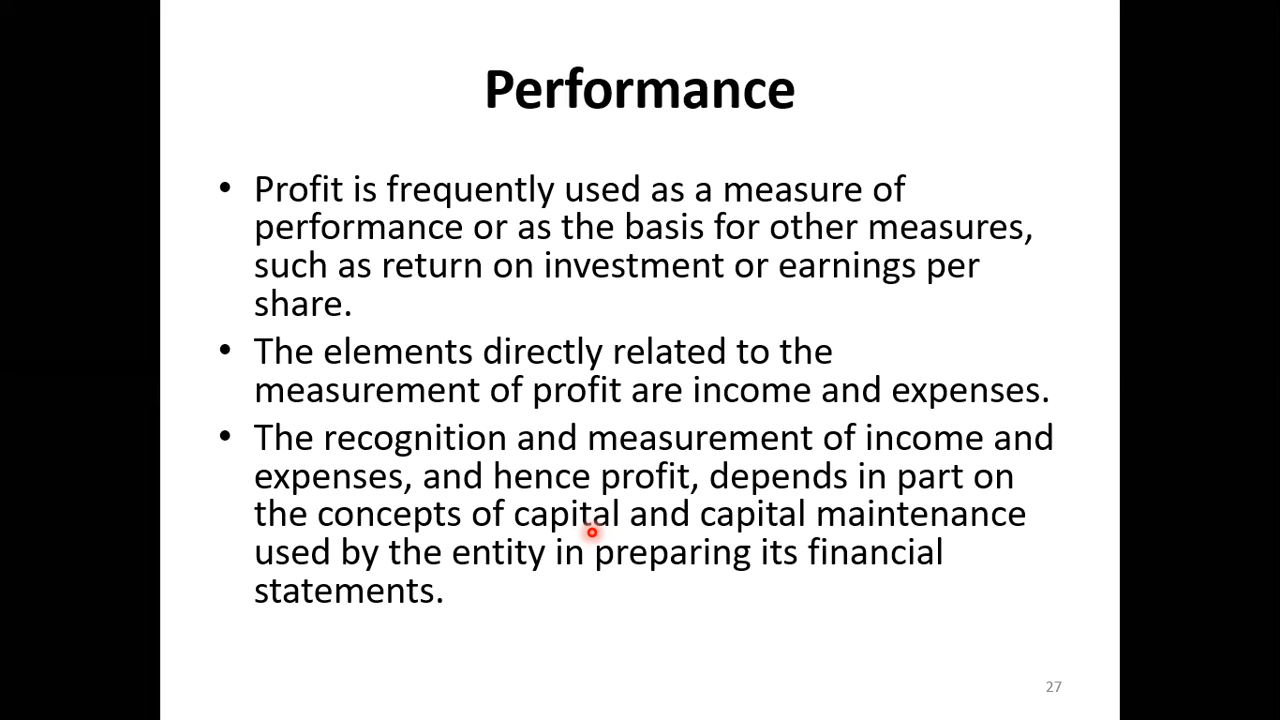 Performance
• Profit is frequently used as a measure of
performance or as the basis for other measures,
such as return on investment or earnings per
share.
• The elements directly related to the
measurement of profit are income and expenses.
• The recognition and measurement of income and
expenses, and hence profit, depends in part on
the concepts of capital and capital maintenance
used by the entity in preparing its financial
statements.
27